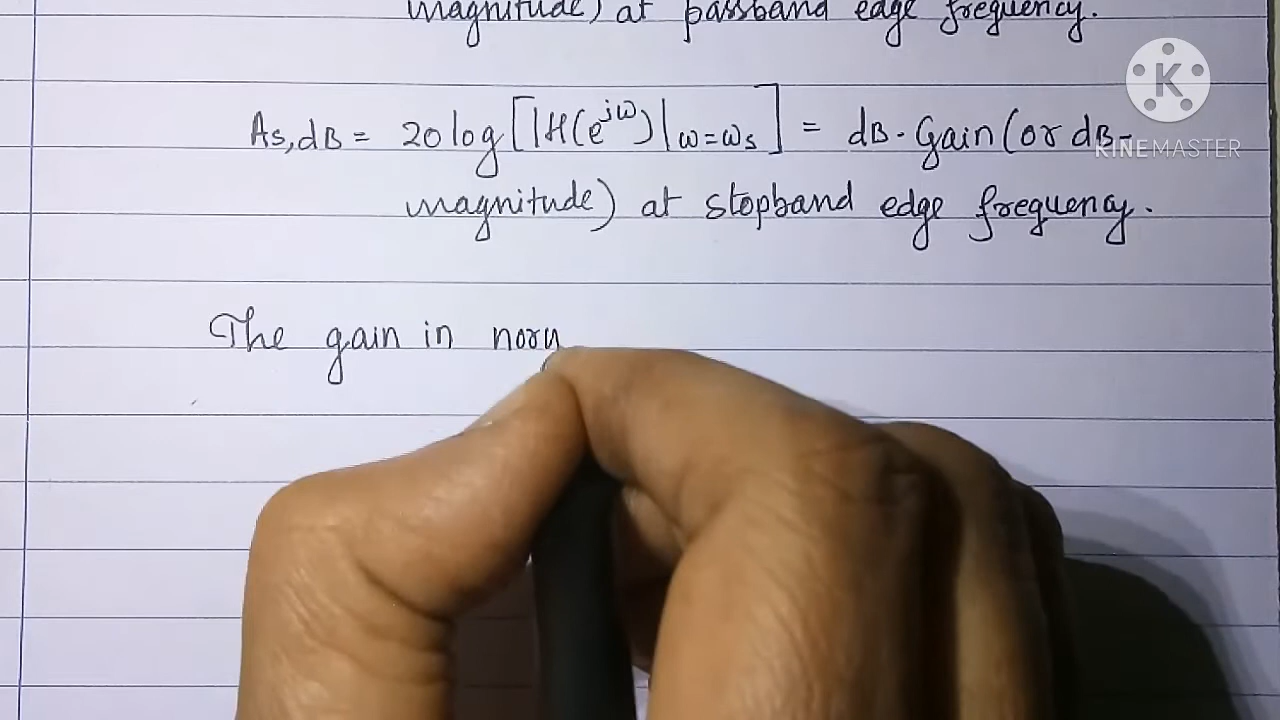 magnitude) at passband edge frequency.
As,dB = 20 log [|H(e^jω)|ω=ωs] = dB-Gain (or dB-
magnitude) at stopband edge frequency.
The gain in
K
KINEMASTER